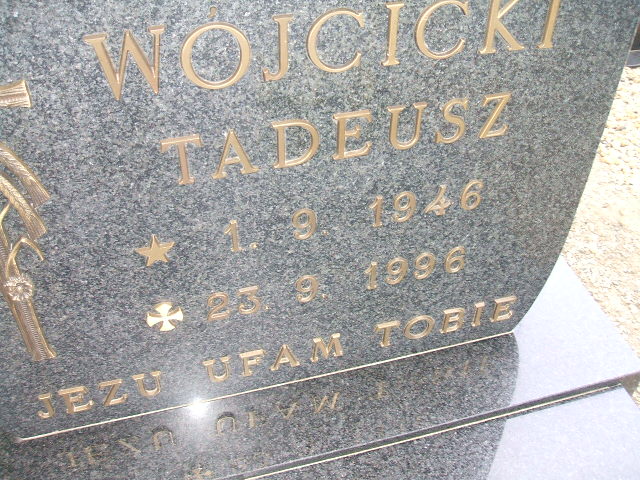 WÓJCICKI
TADEUSZ
1. 9. 1946
23. 9. 1996
JEZU UFAM TOBIE